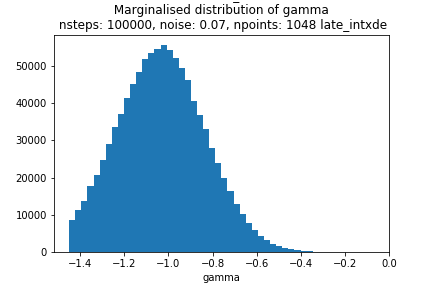 Marginalised distribution of gamma
nsteps: 100000, noise: 0.07, npoints: 1048 late_intxde
50000
40000
30000
20000
10000
0
−1.4 −1.2 −1.0 −0.8 −0.6 −0.4 −0.2 0.0
gamma